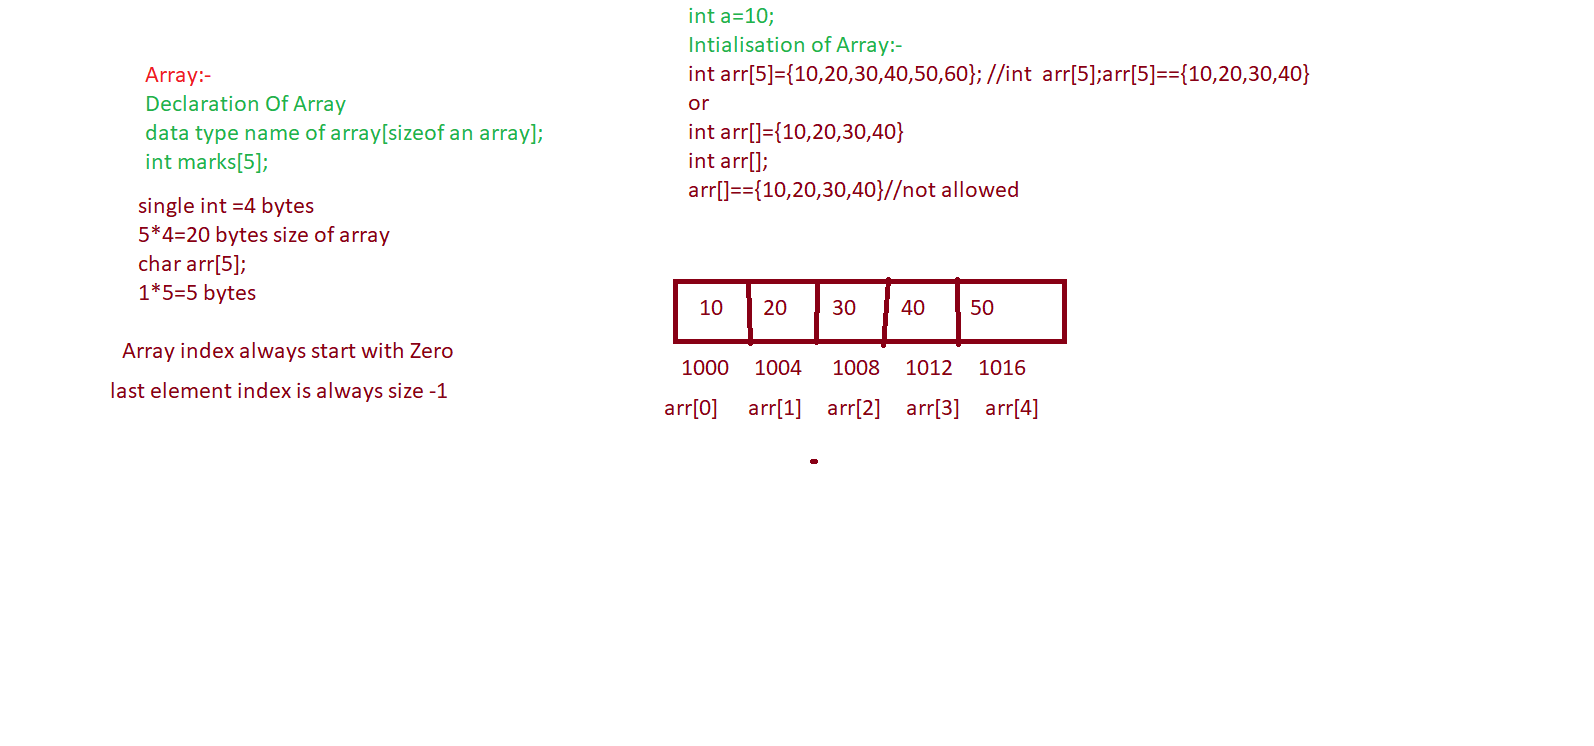 Array:-
Declaration Of Array
data type name of array[sizeof an array];
int marks[5];
single int =4 bytes
5*4=20 bytes size of array
char arr[5];
1*5=5 bytes
Array index always start with Zero
last element index is always size -1
int a=10;
Intialisation of Array:-
int arr[5]={10,20,30,40,50,60}; //int  arr[5];arr[5]=={10,20,30,40}
or
int arr[]={10,20,30,40}
int arr[];
arr[]=={10,20,30,40}//not allowed
10 20 30 40 50
1000 1004 1008 1012 1016
arr[0] arr[1] arr[2] arr[3] arr[4]